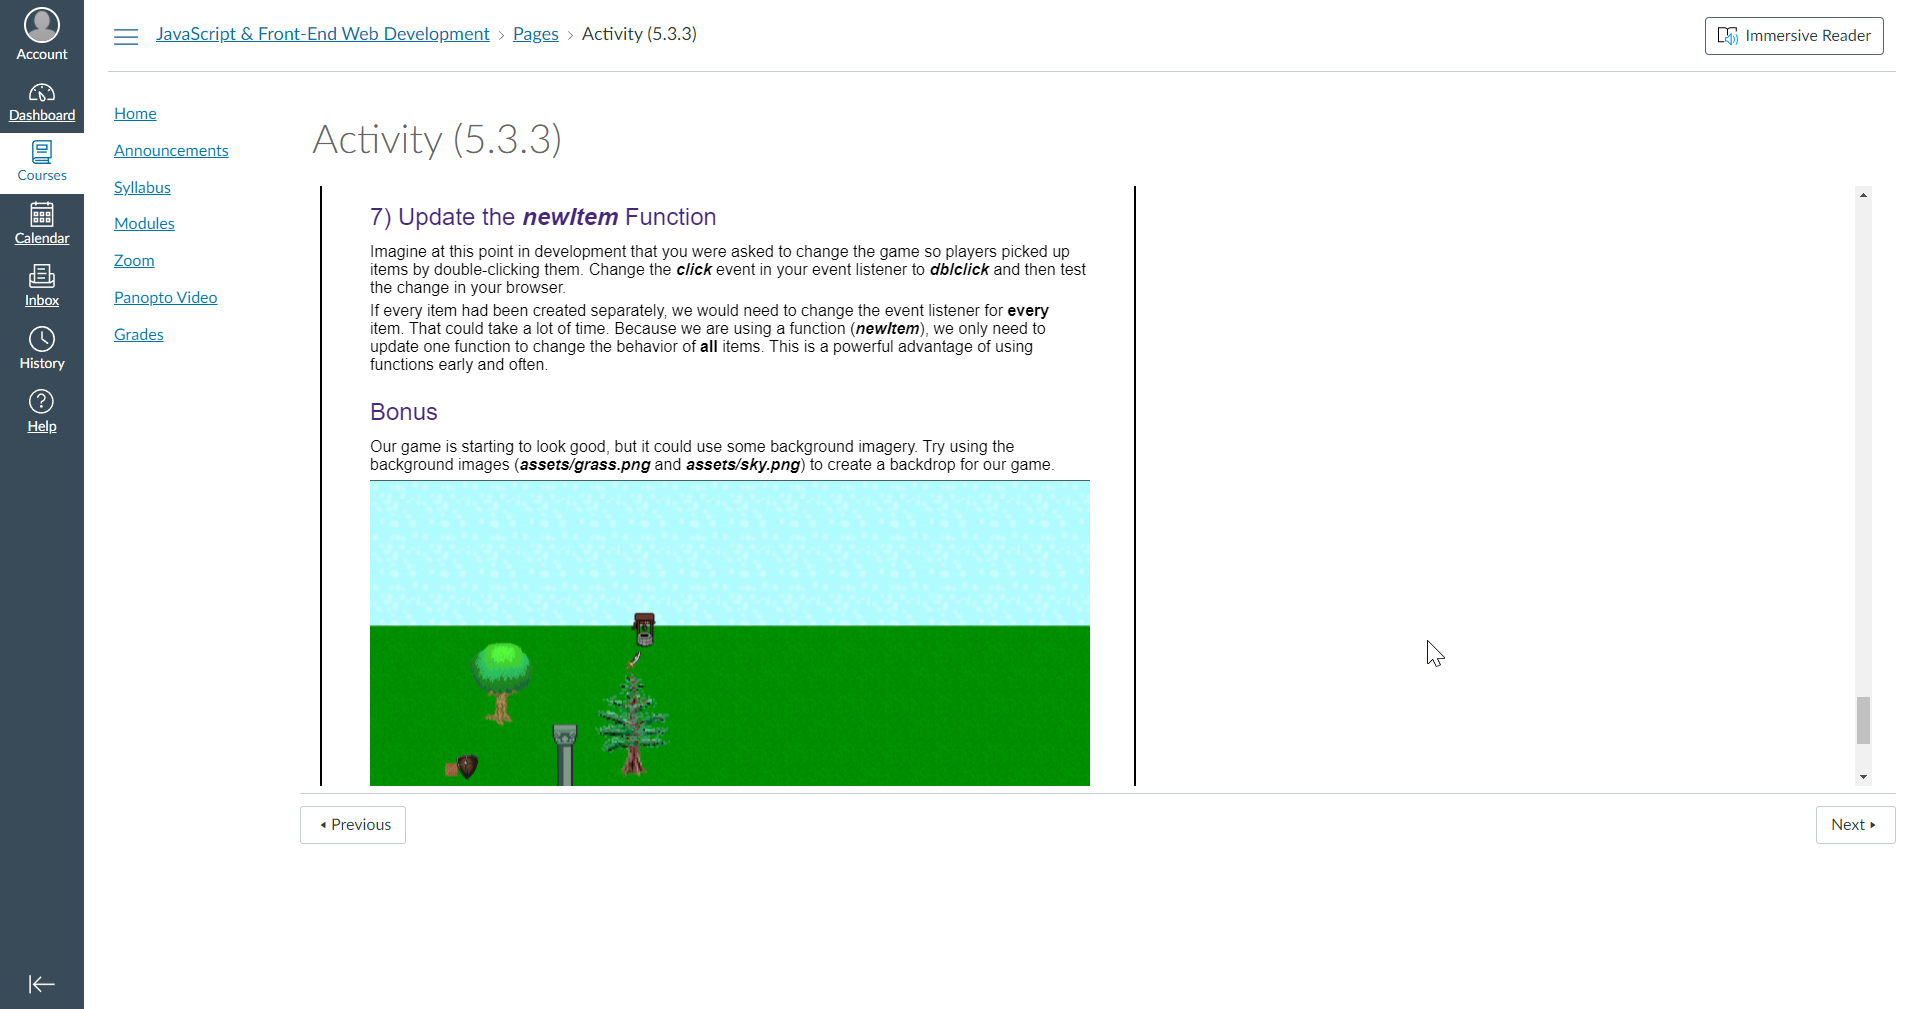 Account
Dashboard
Courses
Calendar
Inbox
History
Help
JavaScript & Front-End Web Development › Pages › Activity (5.3.3)
Immersive Reader
Home
Announcements
Syllabus
Modules
Zoom
Panopto Video
Grades
Activity (5.3.3)
7) Update the newItem Function
Imagine at this point in development that you were asked to change the game so players picked up
items by double-clicking them. Change the click event in your event listener to dblclick and then test
the change in your browser.
If every item had been created separately, we would need to change the event listener for every
item. That could take a lot of time. Because we are using a function (newItem), we only need to
update one function to change the behavior of all items. This is a powerful advantage of using
functions early and often.
Bonus
Our game is starting to look good, but it could use some background imagery. Try using the
background images (assets/grass.png and assets/sky.png) to create a backdrop for our game.
Previous
Next